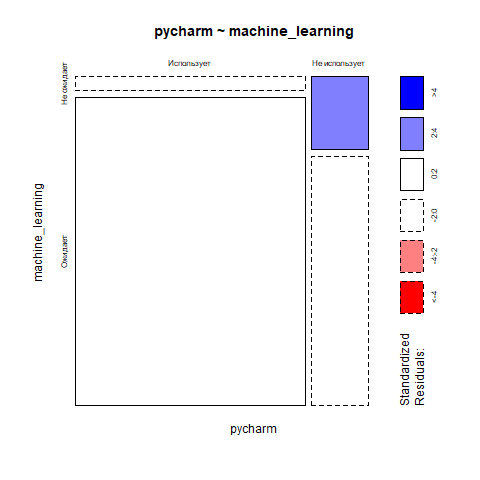 pycharm ~ machine_learning
Использует
Не использует
Не ожидает
Ожидает
machine_learning
pycharm
>4
2:4
0:2
-2:0
-4:-2
<-4
Standardized
Residuals: